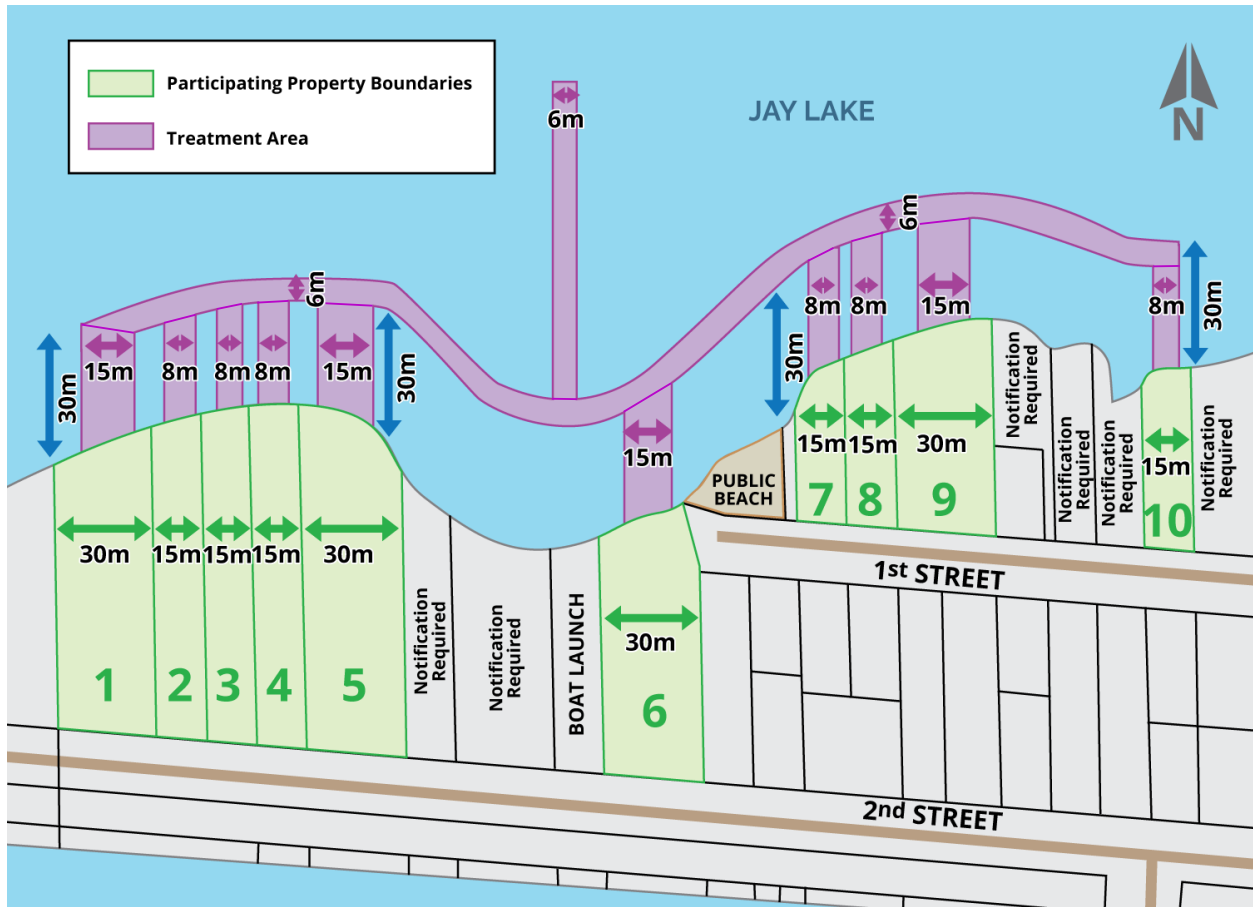 Participating Property Boundaries
Treatment Area
JAY LAKE
N
6m
6m
6m
15m
8m
8m
8m
15m
30m
30m
15m
30m
8m
8m
15m
8m
30m
PUBLIC
BEACH
Notification
Required
Notification
Required
Notification
Required
Notification
Required
15m
15m
30m
15m
7
8
9
10
30m
15m
15m
15m
30m
1
2
3
4
5
Notification
Required
Notification
Required
BOAT LAUNCH
30m
6
1st STREET
2nd STREET